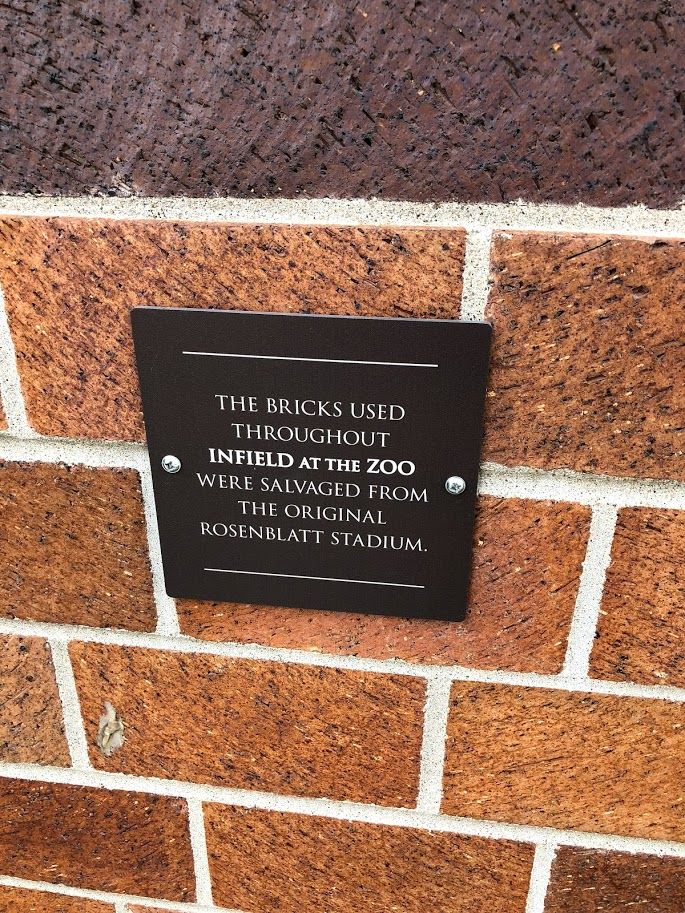 THE BRICKS USED
THROUGHOUT
INFIELD AT THE ZOO
WERE SALVAGED FROM
THE ORIGINAL
ROSENBLATT STADIUM.